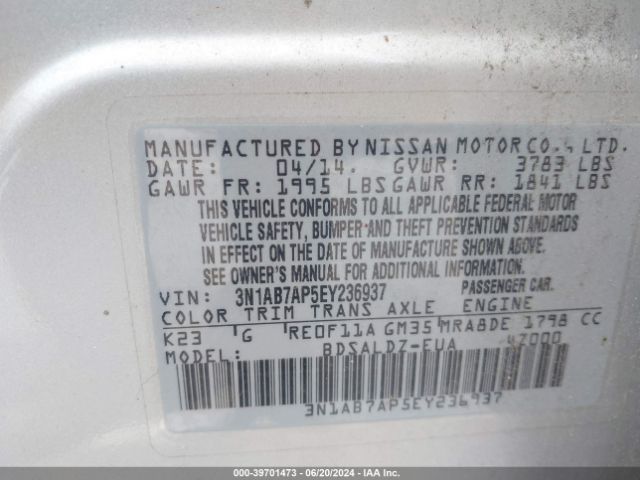 MANUFACTURED BY NISSAN MOTOR CO., LTD.
DATE: 04/14. GVWR: 3783 LBS
GAWR FR: 1995 LBS GAWR RR: 1841 LBS
THIS VEHICLE CONFORMS TO ALL APPLICABLE FEDERAL MOTOR
VEHICLE SAFETY, BUMPER AND THEFT PREVENTION STANDARDS
IN EFFECT ON THE DATE OF MANUFACTURE SHOWN ABOVE.
SEE OWNER'S MANUAL FOR ADDITIONAL INFORMATION
VIN: 3N1AB7AP5EY236937 PASSENGER CAR.
COLOR TRIM TRANS AXLE ENGINE
K23 G RE0F11A GM35 MRA8DE 1798 CC
MODEL: BDSALDZ-EUA 4Z000
3N1AB7AP5EY236937
000-39701473 - 06/20/2024 - IAA Inc.